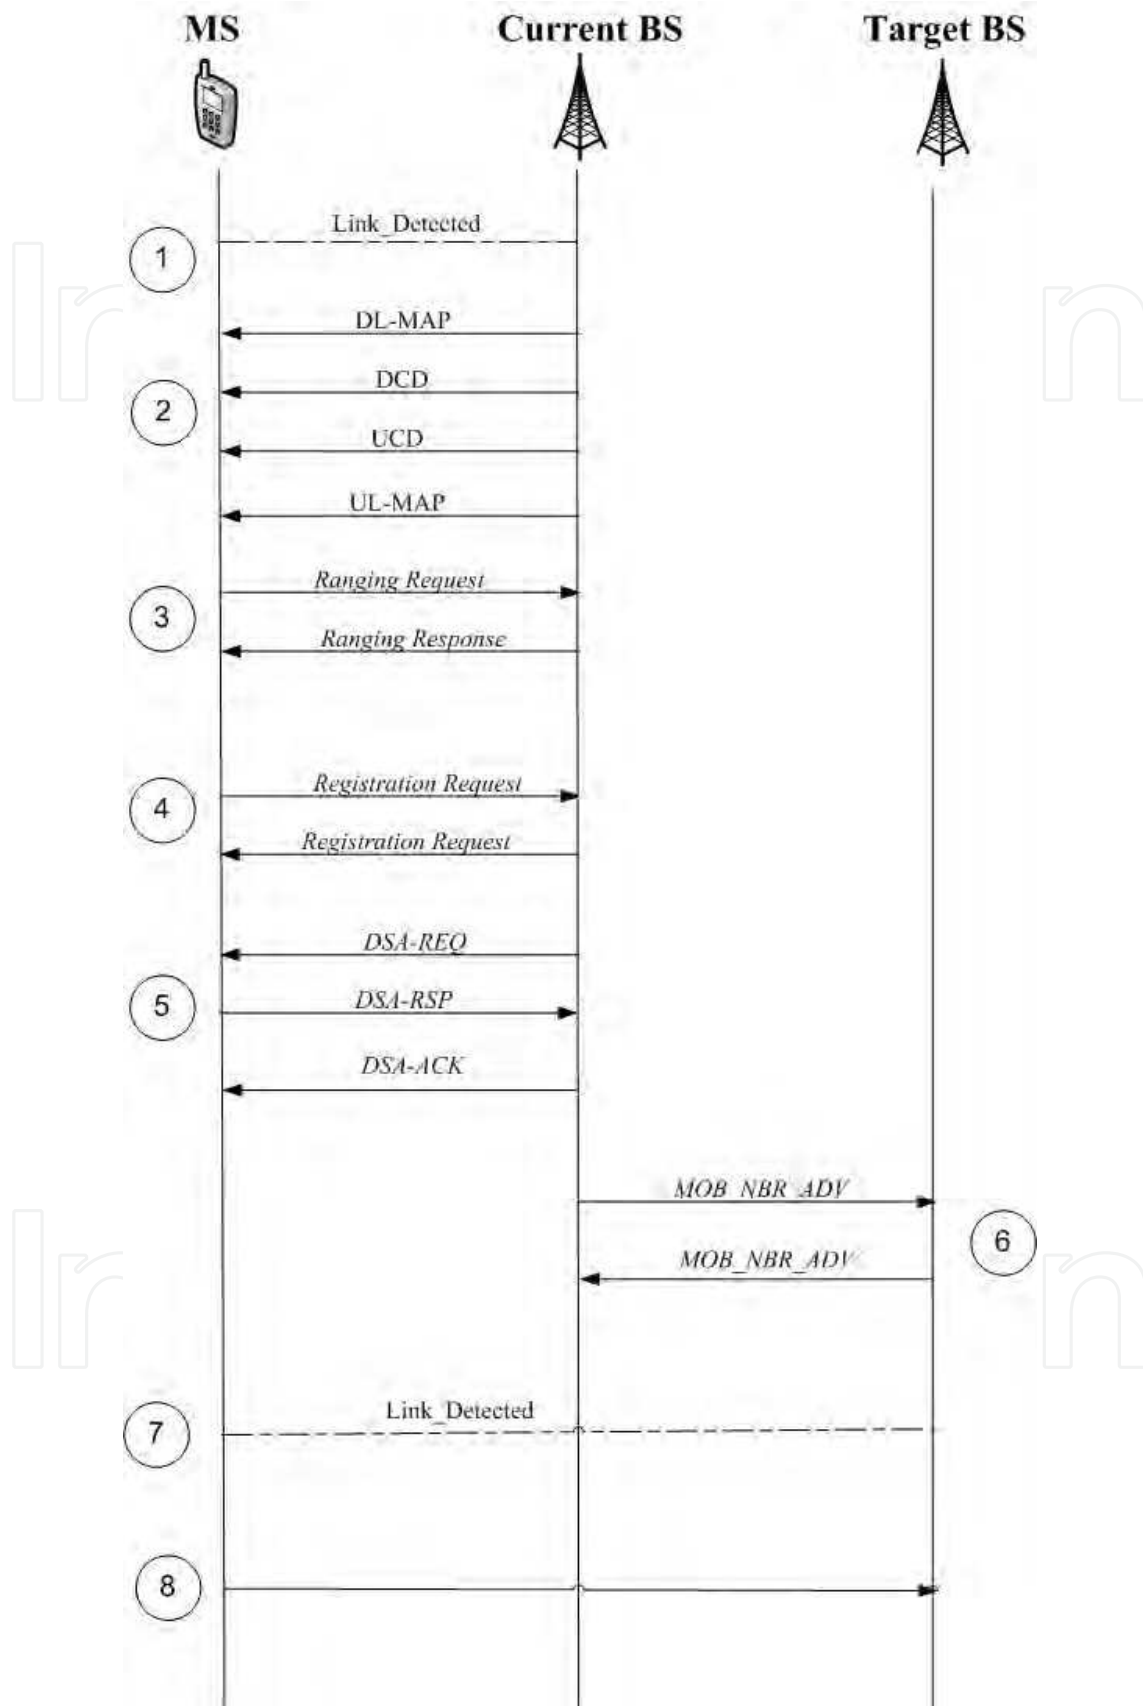 MS Current BS Target BS
Link_Detected
1
DL-MAP
DCD
2
UCD
UL-MAP
Ranging Request
3
Ranging Response
Registration Request
4
Registration Request
DSA-REQ
5
DSA-RSP
DSA-ACK
MOB_NBR_ADV
6
MOB_NBR_ADV
Link_Detected
7
8